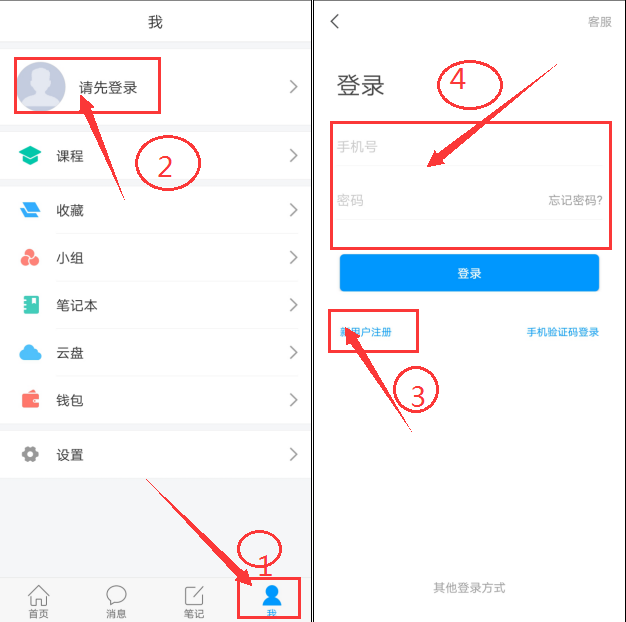 我
请先登录
2
课程
收藏
小组
笔记本
云盘
钱包
设置
1
首页
消息
笔记
我
客服
登录
4
手机号
密码
忘记密码?
登录
新用户注册
手机验证码登录
3
其他登录方式